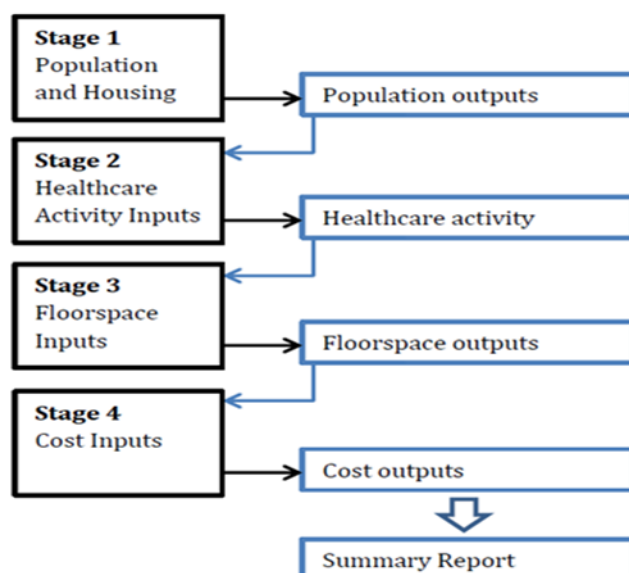 Stage 1
Population
and Housing
Population outputs
Stage 2
Healthcare
Activity Inputs
Healthcare activity
Stage 3
Floorspace
Inputs
Floorspace outputs
Stage 4
Cost Inputs
Cost outputs
Summary Report